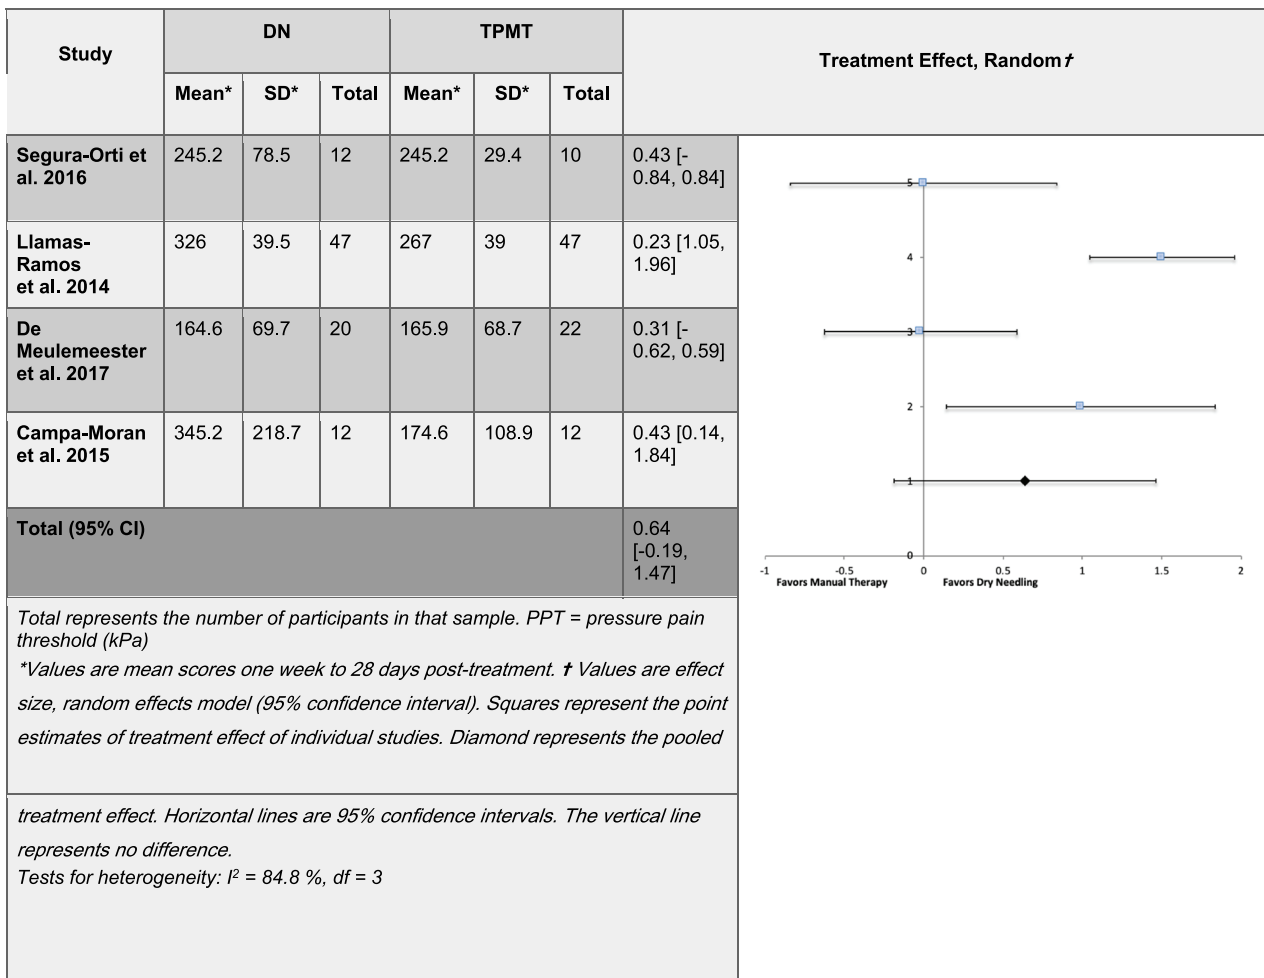 Study
DN
TPMT
Treatment Effect, Random†
Mean*
SD*
Total
Mean*
SD*
Total
Segura-Orti et
al. 2016
245.2
78.5
12
245.2
29.4
10
0.43 [-
0.84, 0.84]
Llamas-
Ramos
et al. 2014
326
39.5
47
267
39
47
0.23 [1.05,
1.96]
De
Meulemeester
et al. 2017
164.6
69.7
20
165.9
68.7
22
0.31 [-
0.62, 0.59]
Campa-Moran
et al. 2015
345.2
218.7
12
174.6
108.9
12
0.43 [0.14,
1.84]
Total (95% CI)
0.64
[-0.19,
1.47]
5
4
3
2
1
0
-1
-0.5
0
0.5
1
1.5
2
Favors Manual Therapy
Favors Dry Needling
Total represents the number of participants in that sample. PPT = pressure pain
threshold (kPa)
*Values are mean scores one week to 28 days post-treatment. † Values are effect
size, random effects model (95% confidence interval). Squares represent the point
estimates of treatment effect of individual studies. Diamond represents the pooled
treatment effect. Horizontal lines are 95% confidence intervals. The vertical line
represents no difference.
Tests for heterogeneity: I² = 84.8 %, df = 3